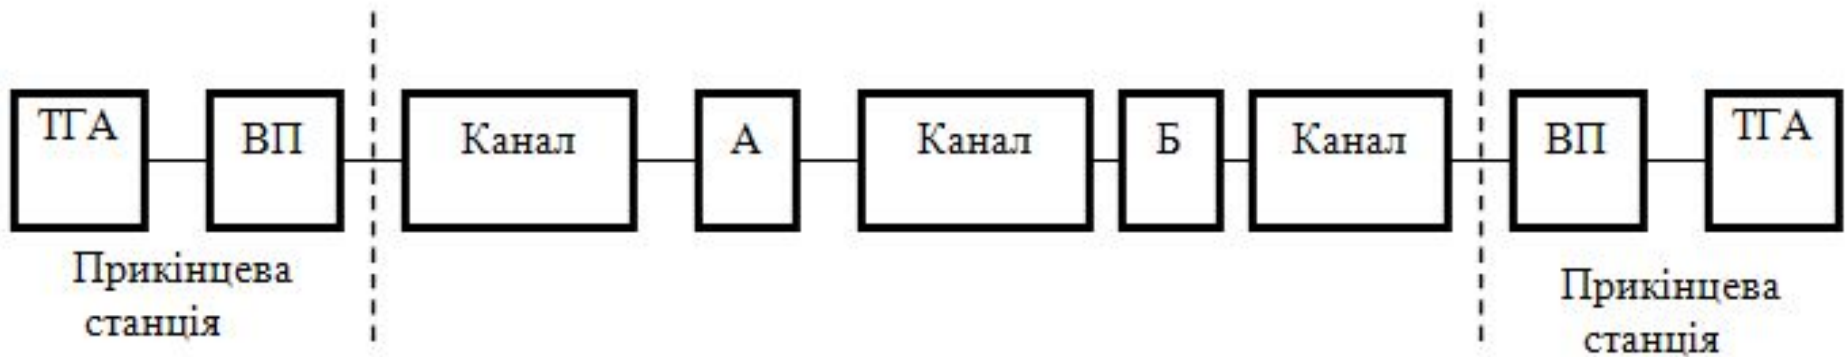 ТГА
ВП
Канал
А
Канал
Б
Канал
ВП
ТГА
Прикінцева
станція
Прикінцева
станція